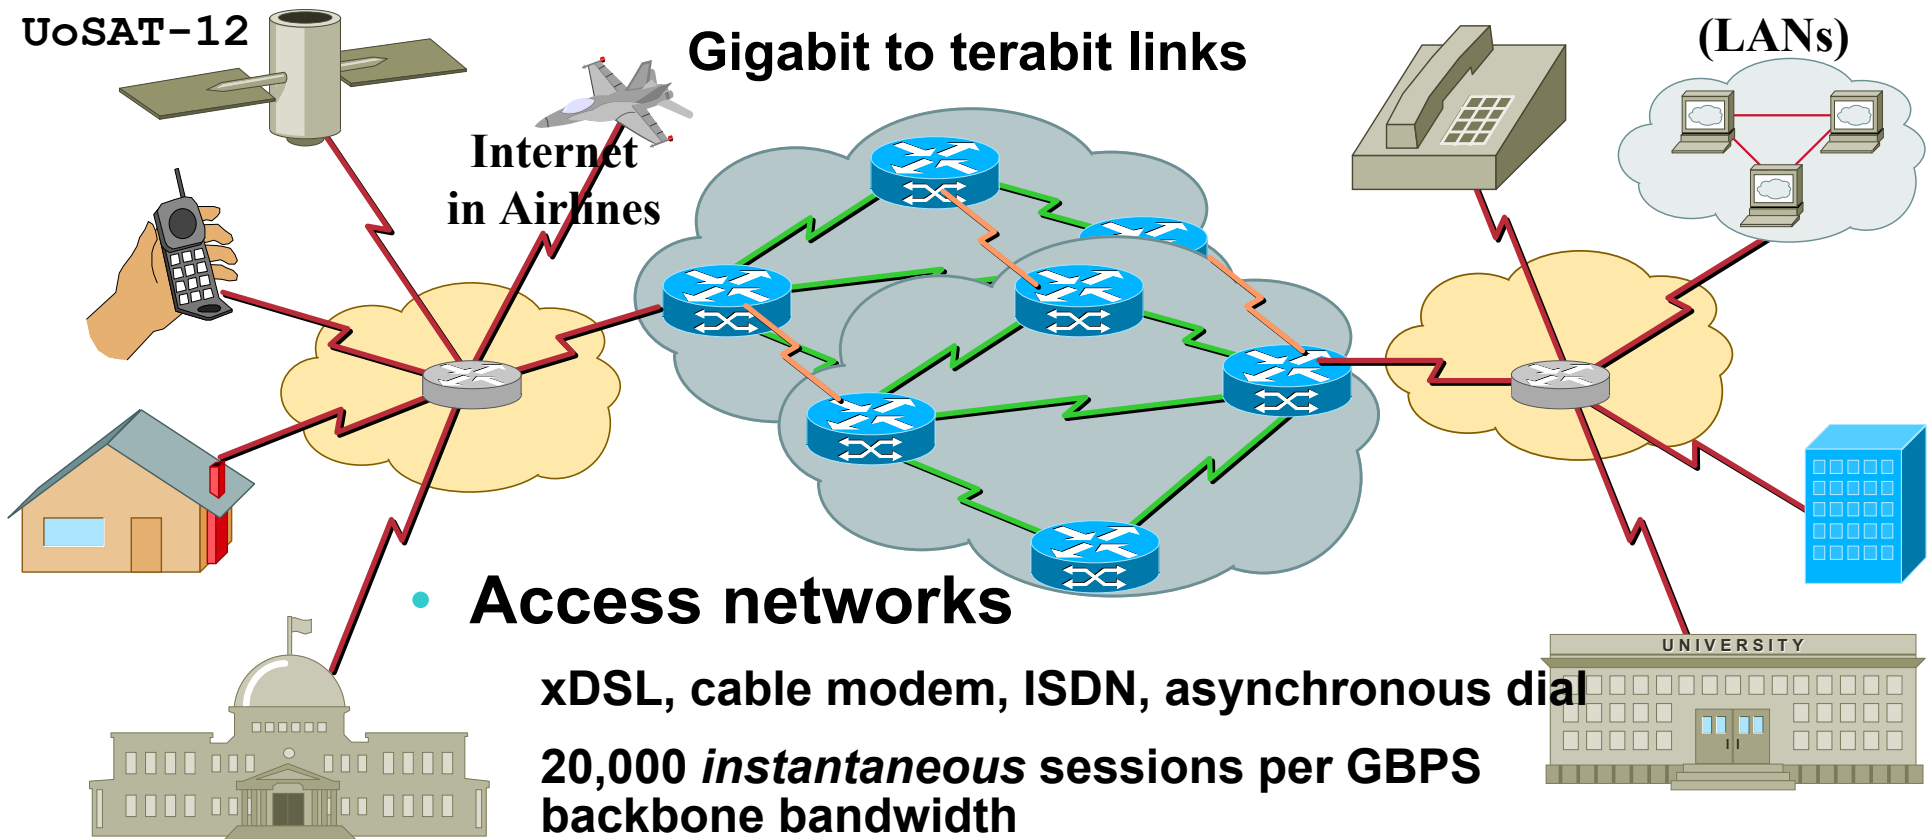 UoSAT-12
Gigabit to terabit links
(LANs)
Internet
in Airlines
• Access networks
UNIVERSITY
xDSL, cable modem, ISDN, asynchronous dial
20,000 instantaneous sessions per GBPS
backbone bandwidth